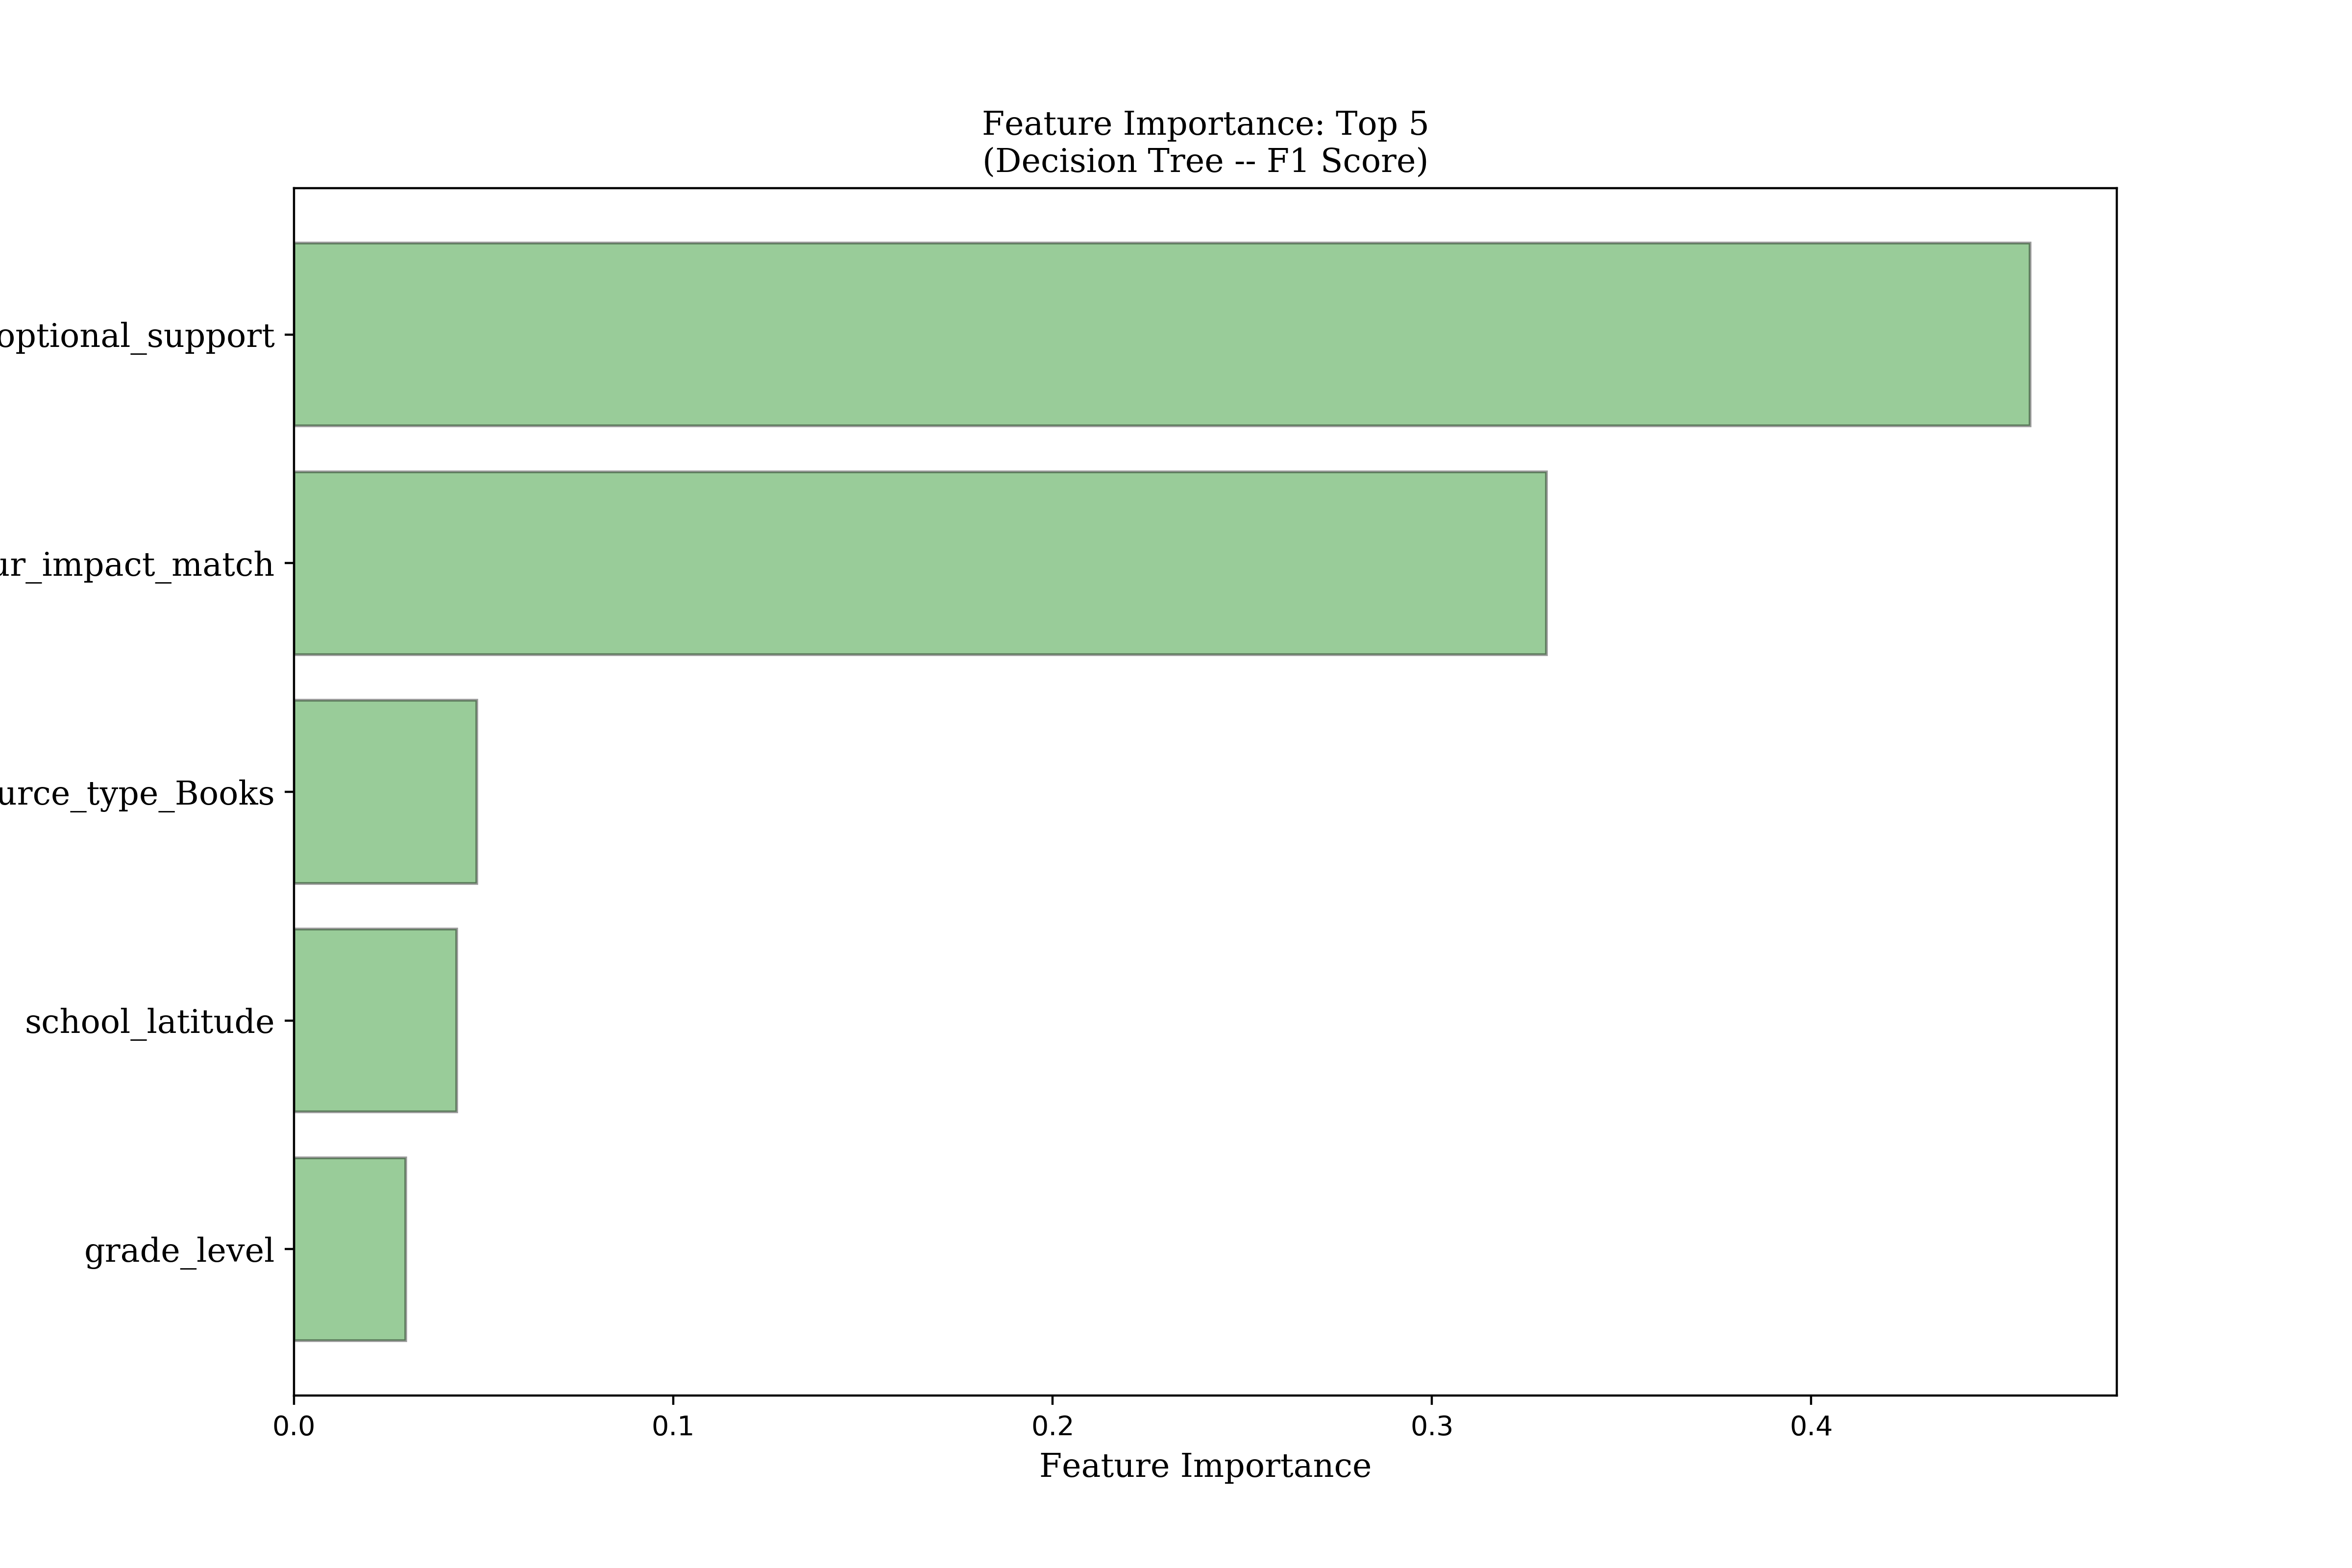 Feature Importance: Top 5
(Decision Tree -- F1 Score)
optional_support
ur_impact_match
urce_type_Books
school_latitude
grade_level
0.0 0.1 0.2 0.3 0.4
Feature Importance